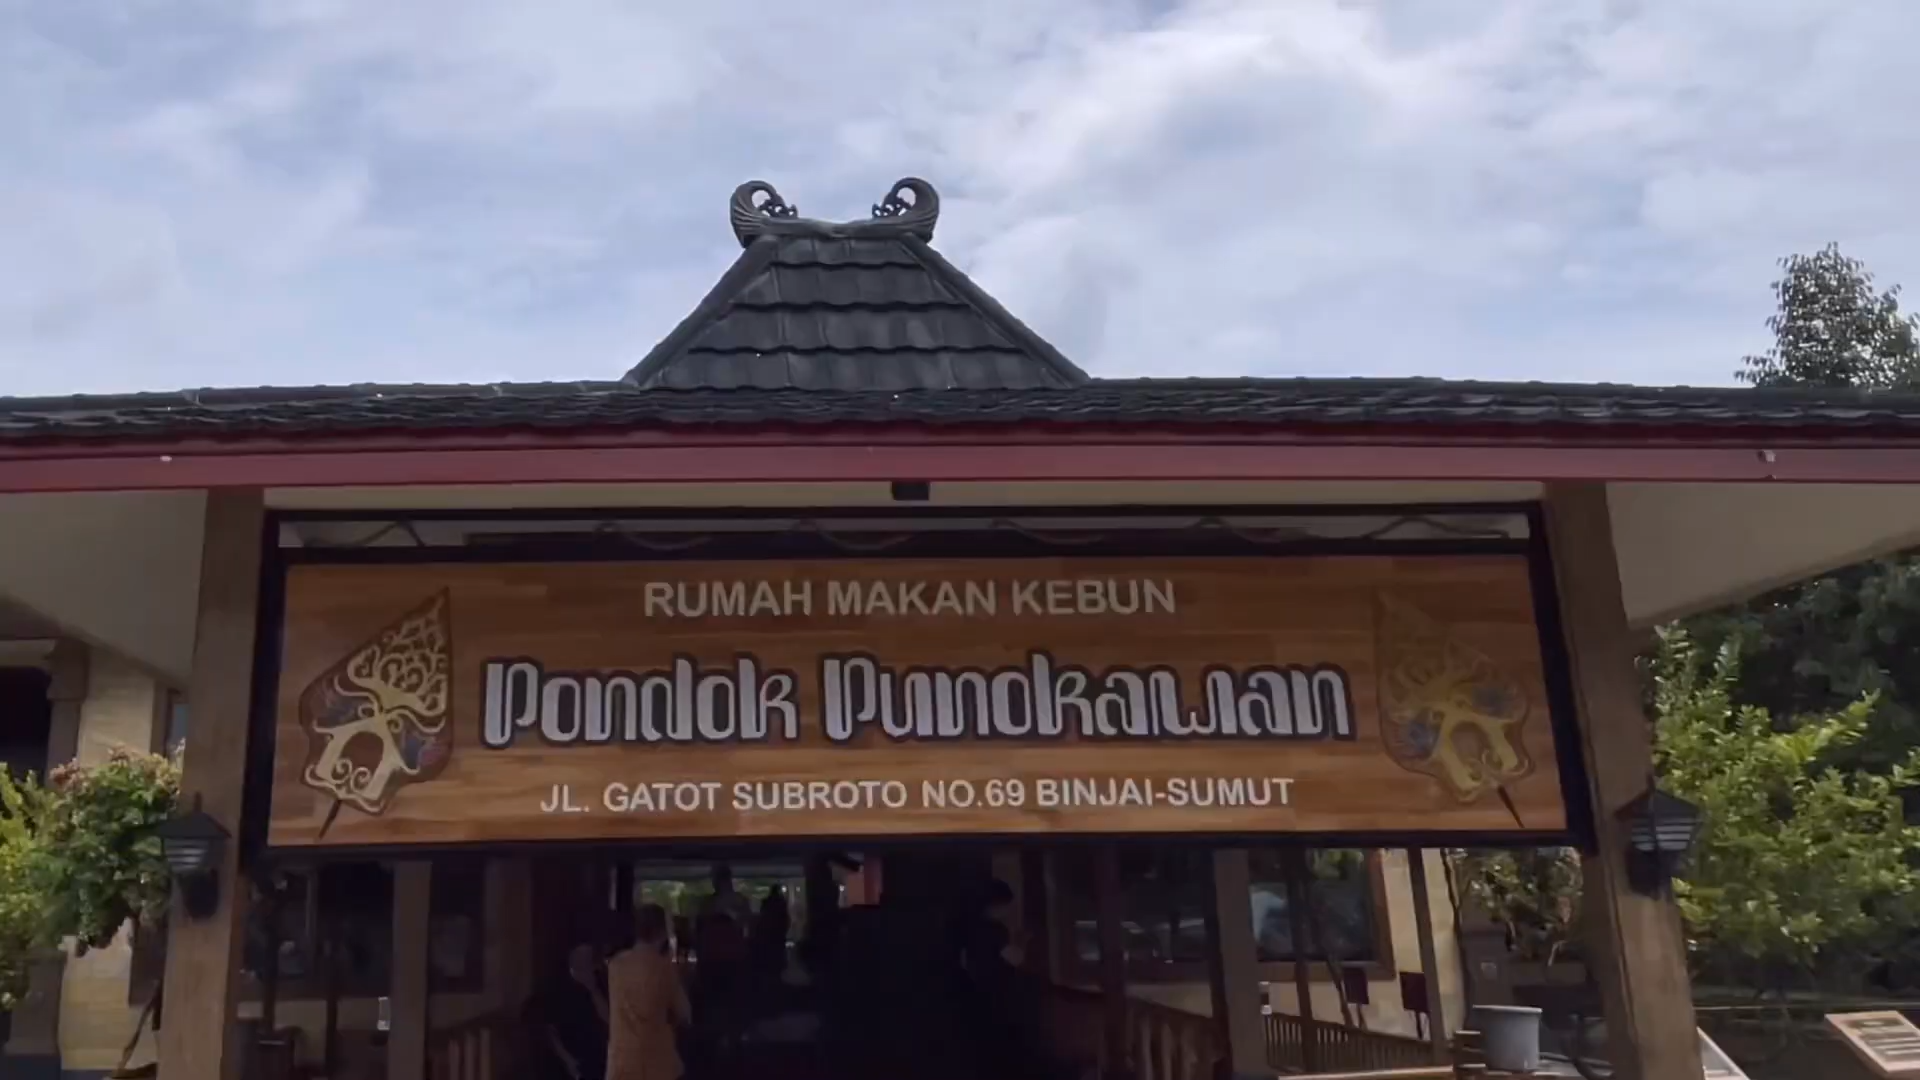 RUMAH MAKAN KEBUN
Pondok Punokawan
JL. GATOT SUBROTO NO.69 BINJAI-SUMUT